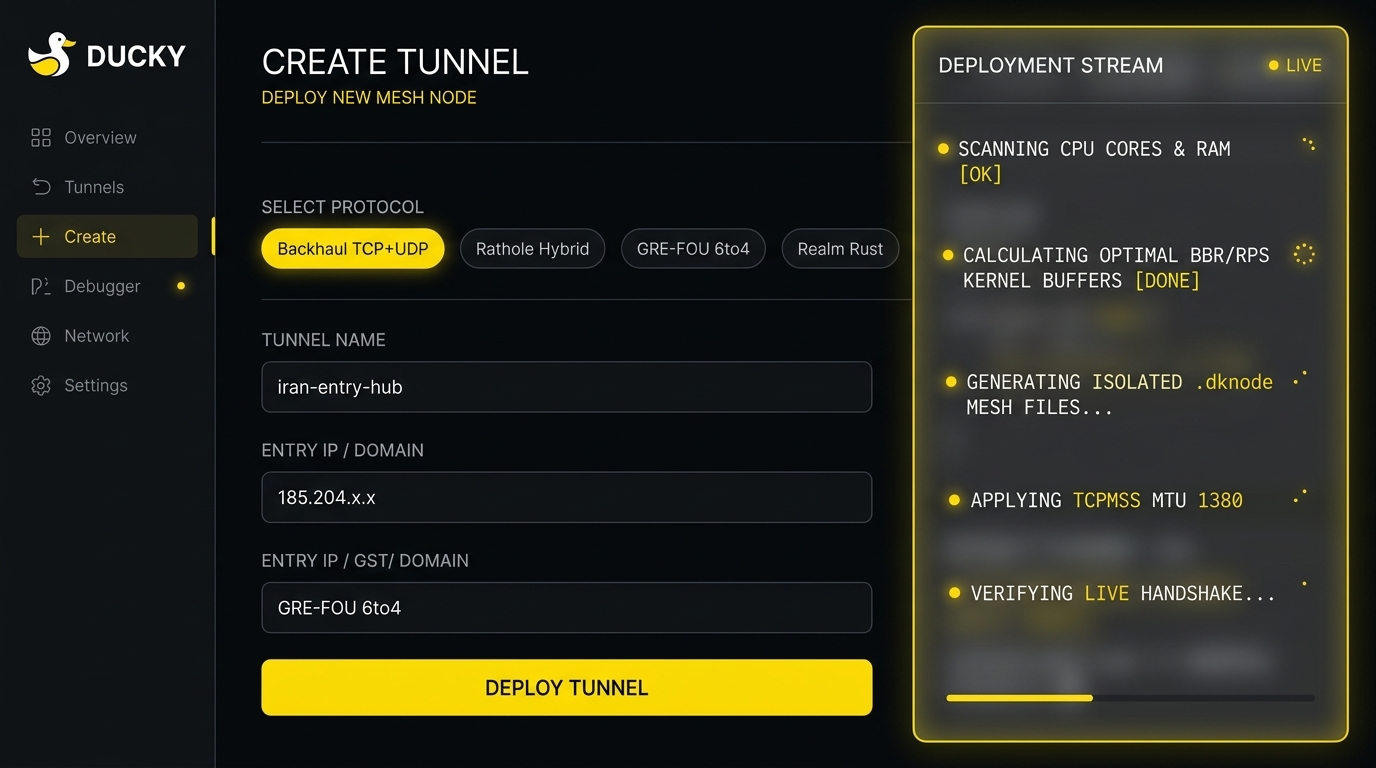 DUCKY
Overview
Tunnels
Create
Debugger
Network
Settings
CREATE TUNNEL
DEPLOY NEW MESH NODE
SELECT PROTOCOL
Backhaul TCP+UDP
Rathole Hybrid
GRE-FOU 6to4
Realm Rust
TUNNEL NAME
iran-entry-hub
ENTRY IP / DOMAIN
185.204.x.x
ENTRY IP / GST/ DOMAIN
GRE-FOU 6to4
DEPLOY TUNNEL
DEPLOYMENT STREAM
LIVE
SCANNING CPU CORES & RAM
[OK]
CALCULATING OPTIMAL BBR/RPS
KERNEL BUFFERS [DONE]
GENERATING ISOLATED .dknode
MESH FILES...
APPLYING TCPMSS MTU 1380
VERIFYING LIVE HANDSHAKE...